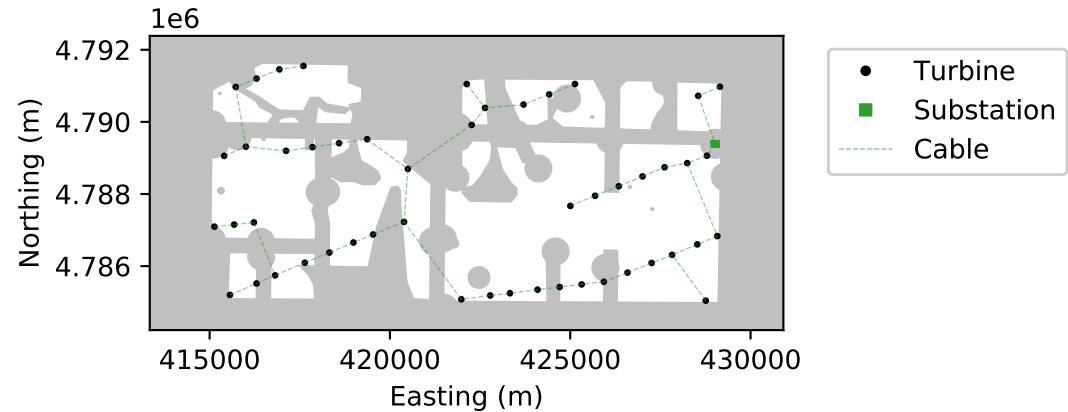 1e6
4.792
4.790
4.788
4.786
Northing (m)
415000 420000 425000 430000
Easting (m)
Turbine
Substation
Cable